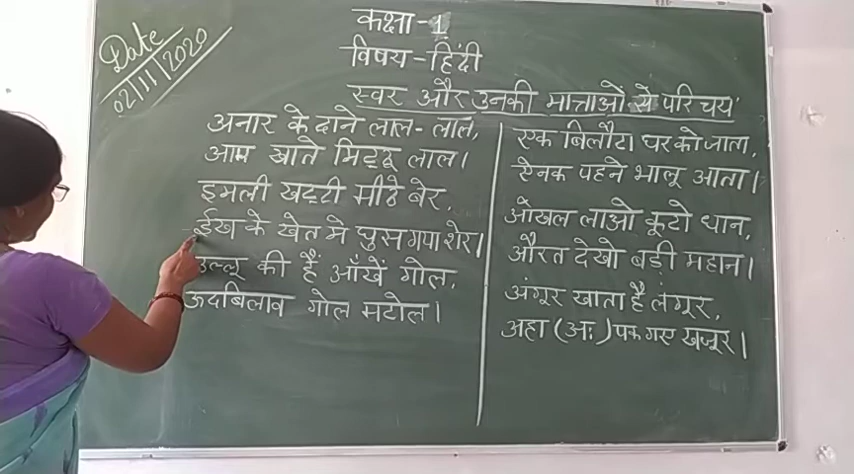 Date
02/11/2020
कक्षा-1
विषय-हिंदी
स्वर और उनकी मात्राओं से परिचय
अनार के दाने लाल-लाल,
आम खाते मिट्ठू लाल।
इमली खट्टी मीठे बेर,
ईख के खेत मे घुस गया शेर।
उल्लू की हैं आँखें गोल,
ऊदबिलाव गोल मटोल।
एक बिलौटा घर को जाता,
ऐनक पहने भालू आता।
ओखल लाओ कूटो धान,
औरत देखो बड़ी महान।
अंगूर खाता है लंगूर,
अहा (अः) पक गए खजूर।